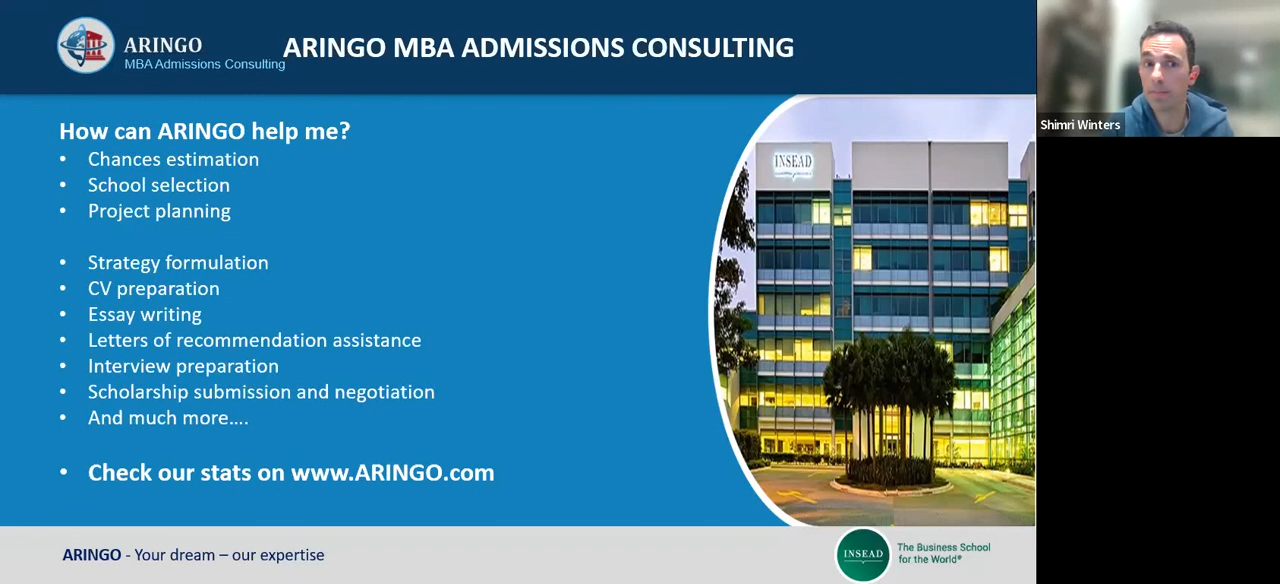 ARINGO
MBA Admissions Consulting
ARINGO MBA ADMISSIONS CONSULTING
Shimri Winters
How can ARINGO help me?
• Chances estimation
• School selection
• Project planning
• Strategy formulation
• CV preparation
• Essay writing
• Letters of recommendation assistance
• Interview preparation
• Scholarship submission and negotiation
• And much more....
• Check our stats on www.ARINGO.com
INSEAD
ARINGO - Your dream – our expertise
INSEAD
The Business School
for the World®